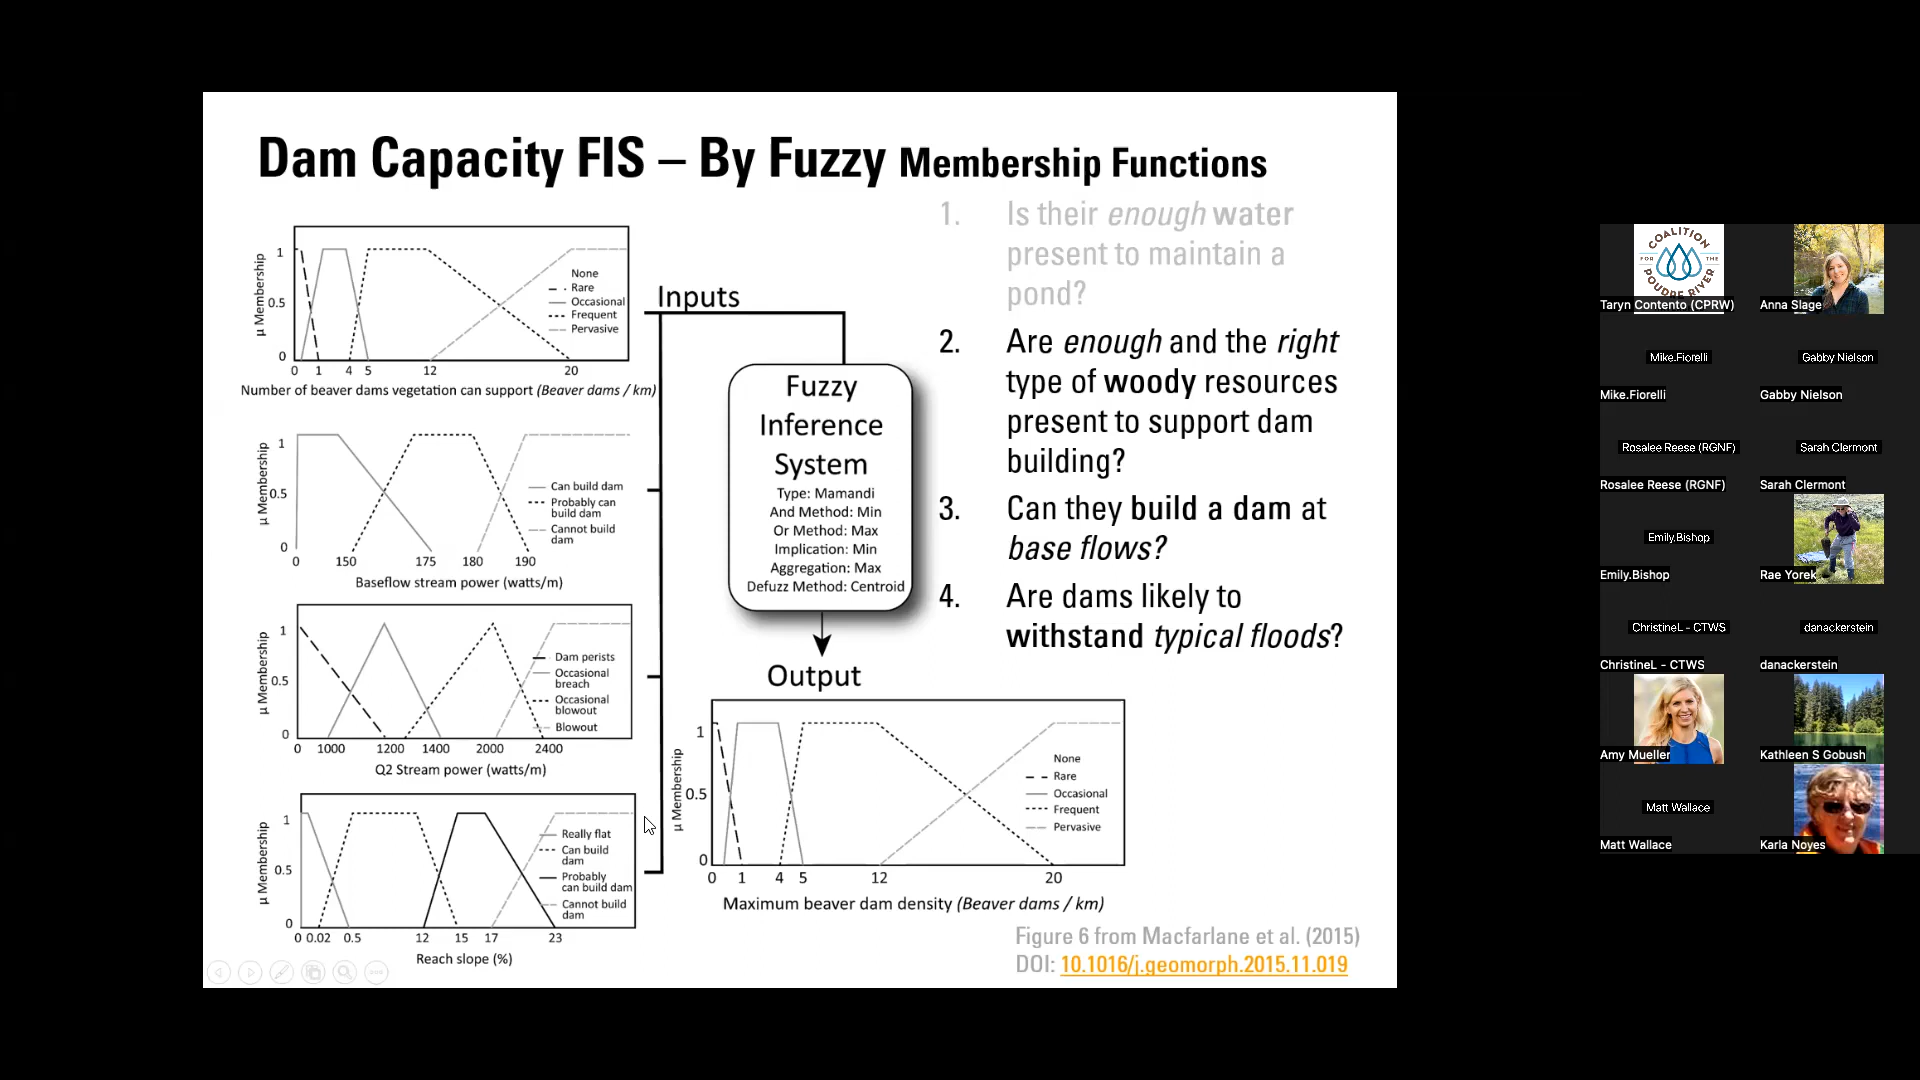 Dam Capacity FIS – By Fuzzy Membership Functions
μ Membership
1
0.5
0
None
Rare
Occasional
Frequent
Pervasive
0 1 4 5 12 20
Number of beaver dams vegetation can support (Beaver dams / km)
μ Membership
1
0.5
0
Can build dam
Probably can
build dam
Cannot build
dam
0 150 175 180 190
Baseflow stream power (watts/m)
μ Membership
1
0.5
0
Dam perists
Occasional
breach
Occasional
blowout
Blowout
0 1000 1200 1400 2000 2400
Q2 Stream power (watts/m)
μ Membership
1
0.5
0
Really flat
Can build
dam
Probably
can build dam
Cannot build
dam
0 0.02 0.5 12 15 17 23
Reach slope (%)
Inputs
Fuzzy
Inference
System
Type: Mamandi
And Method: Min
Or Method: Max
Implication: Min
Aggregation: Max
Defuzz Method: Centroid
Output
μ Membership
1
0.5
0
None
Rare
Occasional
Frequent
Pervasive
0 1 4 5 12 20
Maximum beaver dam density (Beaver dams / km)
1. Is their enough water
present to maintain a
pond?
2. Are enough and the right
type of woody resources
present to support dam
building?
3. Can they build a dam at
base flows?
4. Are dams likely to
withstand typical floods?
Figure 6 from Macfarlane et al. (2015)
DOI: 10.1016/j.geomorph.2015.11.019
COALITION
FOR THE
POUDRE RIVER
Taryn Contento (CPRW)
Anna Slage
Mike.Fiorelli
Gabby Nielson
Mike.Fiorelli
Gabby Nielson
Rosalee Reese (RGNF)
Sarah Clermont
Rosalee Reese (RGNF)
Sarah Clermont
Emily.Bishop
Emily.Bishop
Rae Yorek
ChristineL - CTWS
danackerstein
ChristineL - CTWS
danackerstein
Amy Mueller
Kathleen S Gobush
Matt Wallace
Matt Wallace
Karla Noyes